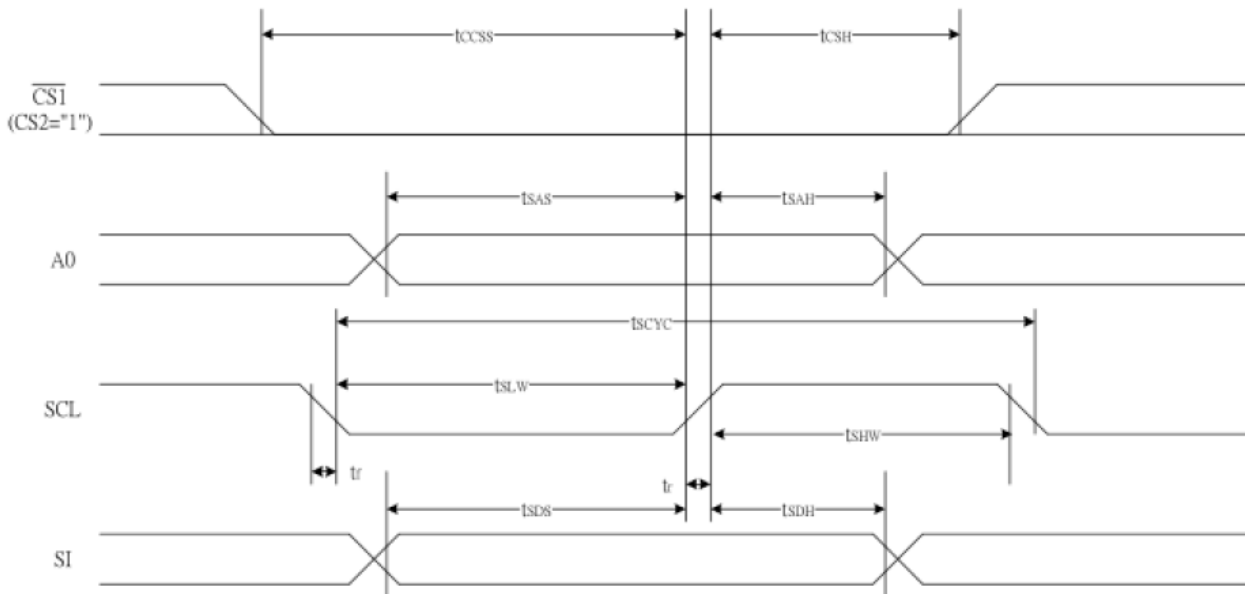 tCCSS tCSH
CS1
(CS2="1")
tSAS tSAH
A0
tSCYC
tSLW
SCL
tSHW
tf tr
tSDS tSDH
SI